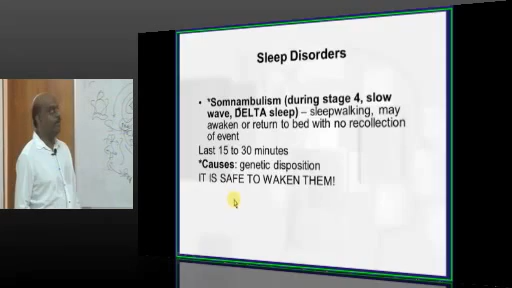 Sleep Disorders
• *Somnambulism (during stage 4, slow
wave, DELTA sleep) – sleepwalking, may
awaken or return to bed with no recollection
of event
Last 15 to 30 minutes
*Causes: genetic disposition
IT IS SAFE TO WAKEN THEM!